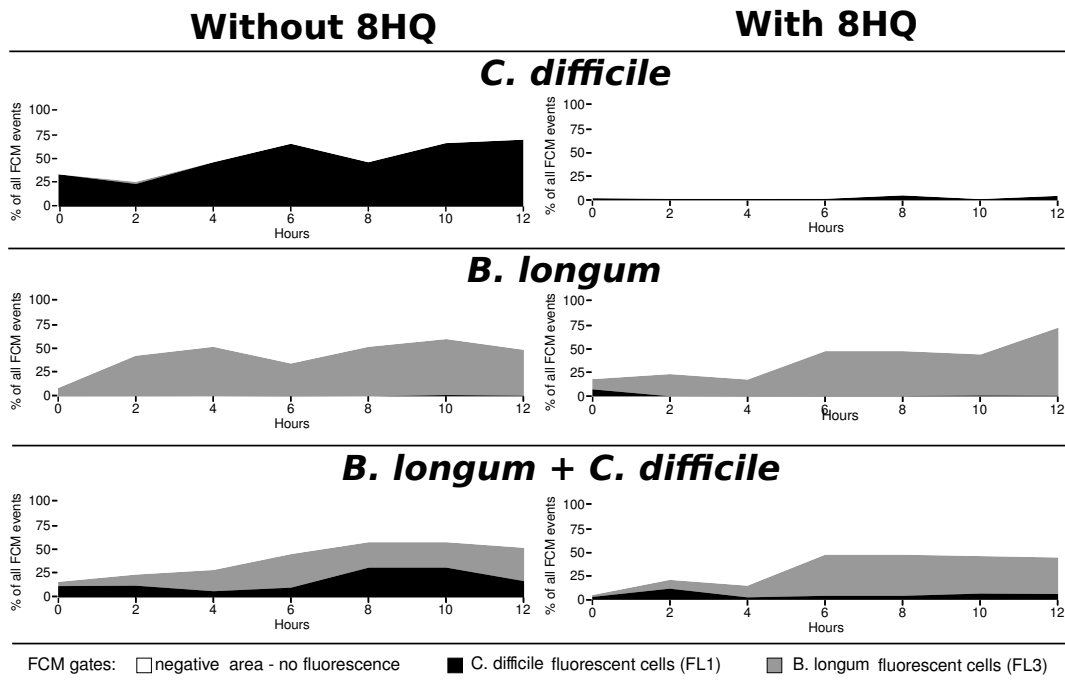 Without 8HQ
With 8HQ
C. difficile
% of all FCM events
100
75
50
25
0
0 2 4 6 8 10 12
Hours
% of all FCM events
100
75
50
25
0
0 2 4 6 8 10 12
Hours
B. longum
% of all FCM events
100
75
50
25
0
0 2 4 6 8 10 12
Hours
% of all FCM events
100
75
50
25
0
0 2 4 6 8 10 12
Hours
B. longum + C. difficile
% of all FCM events
100
75
50
25
0
0 2 4 6 8 10 12
Hours
% of all FCM events
100
75
50
25
0
0 2 4 6 8 10 12
Hours
FCM gates: negative area - no fluorescence C. difficile fluorescent cells (FL1) B. longum fluorescent cells (FL3)